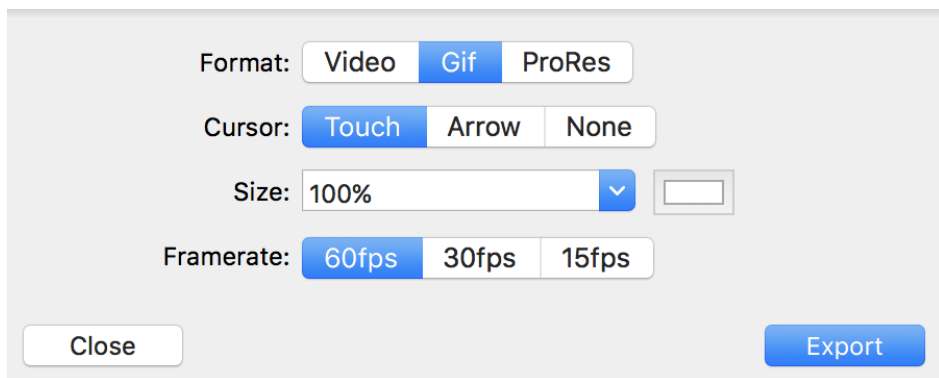 Format: Video Gif ProRes
Cursor: Touch Arrow None
Size: 100%
Framerate: 60fps 30fps 15fps
Close Export